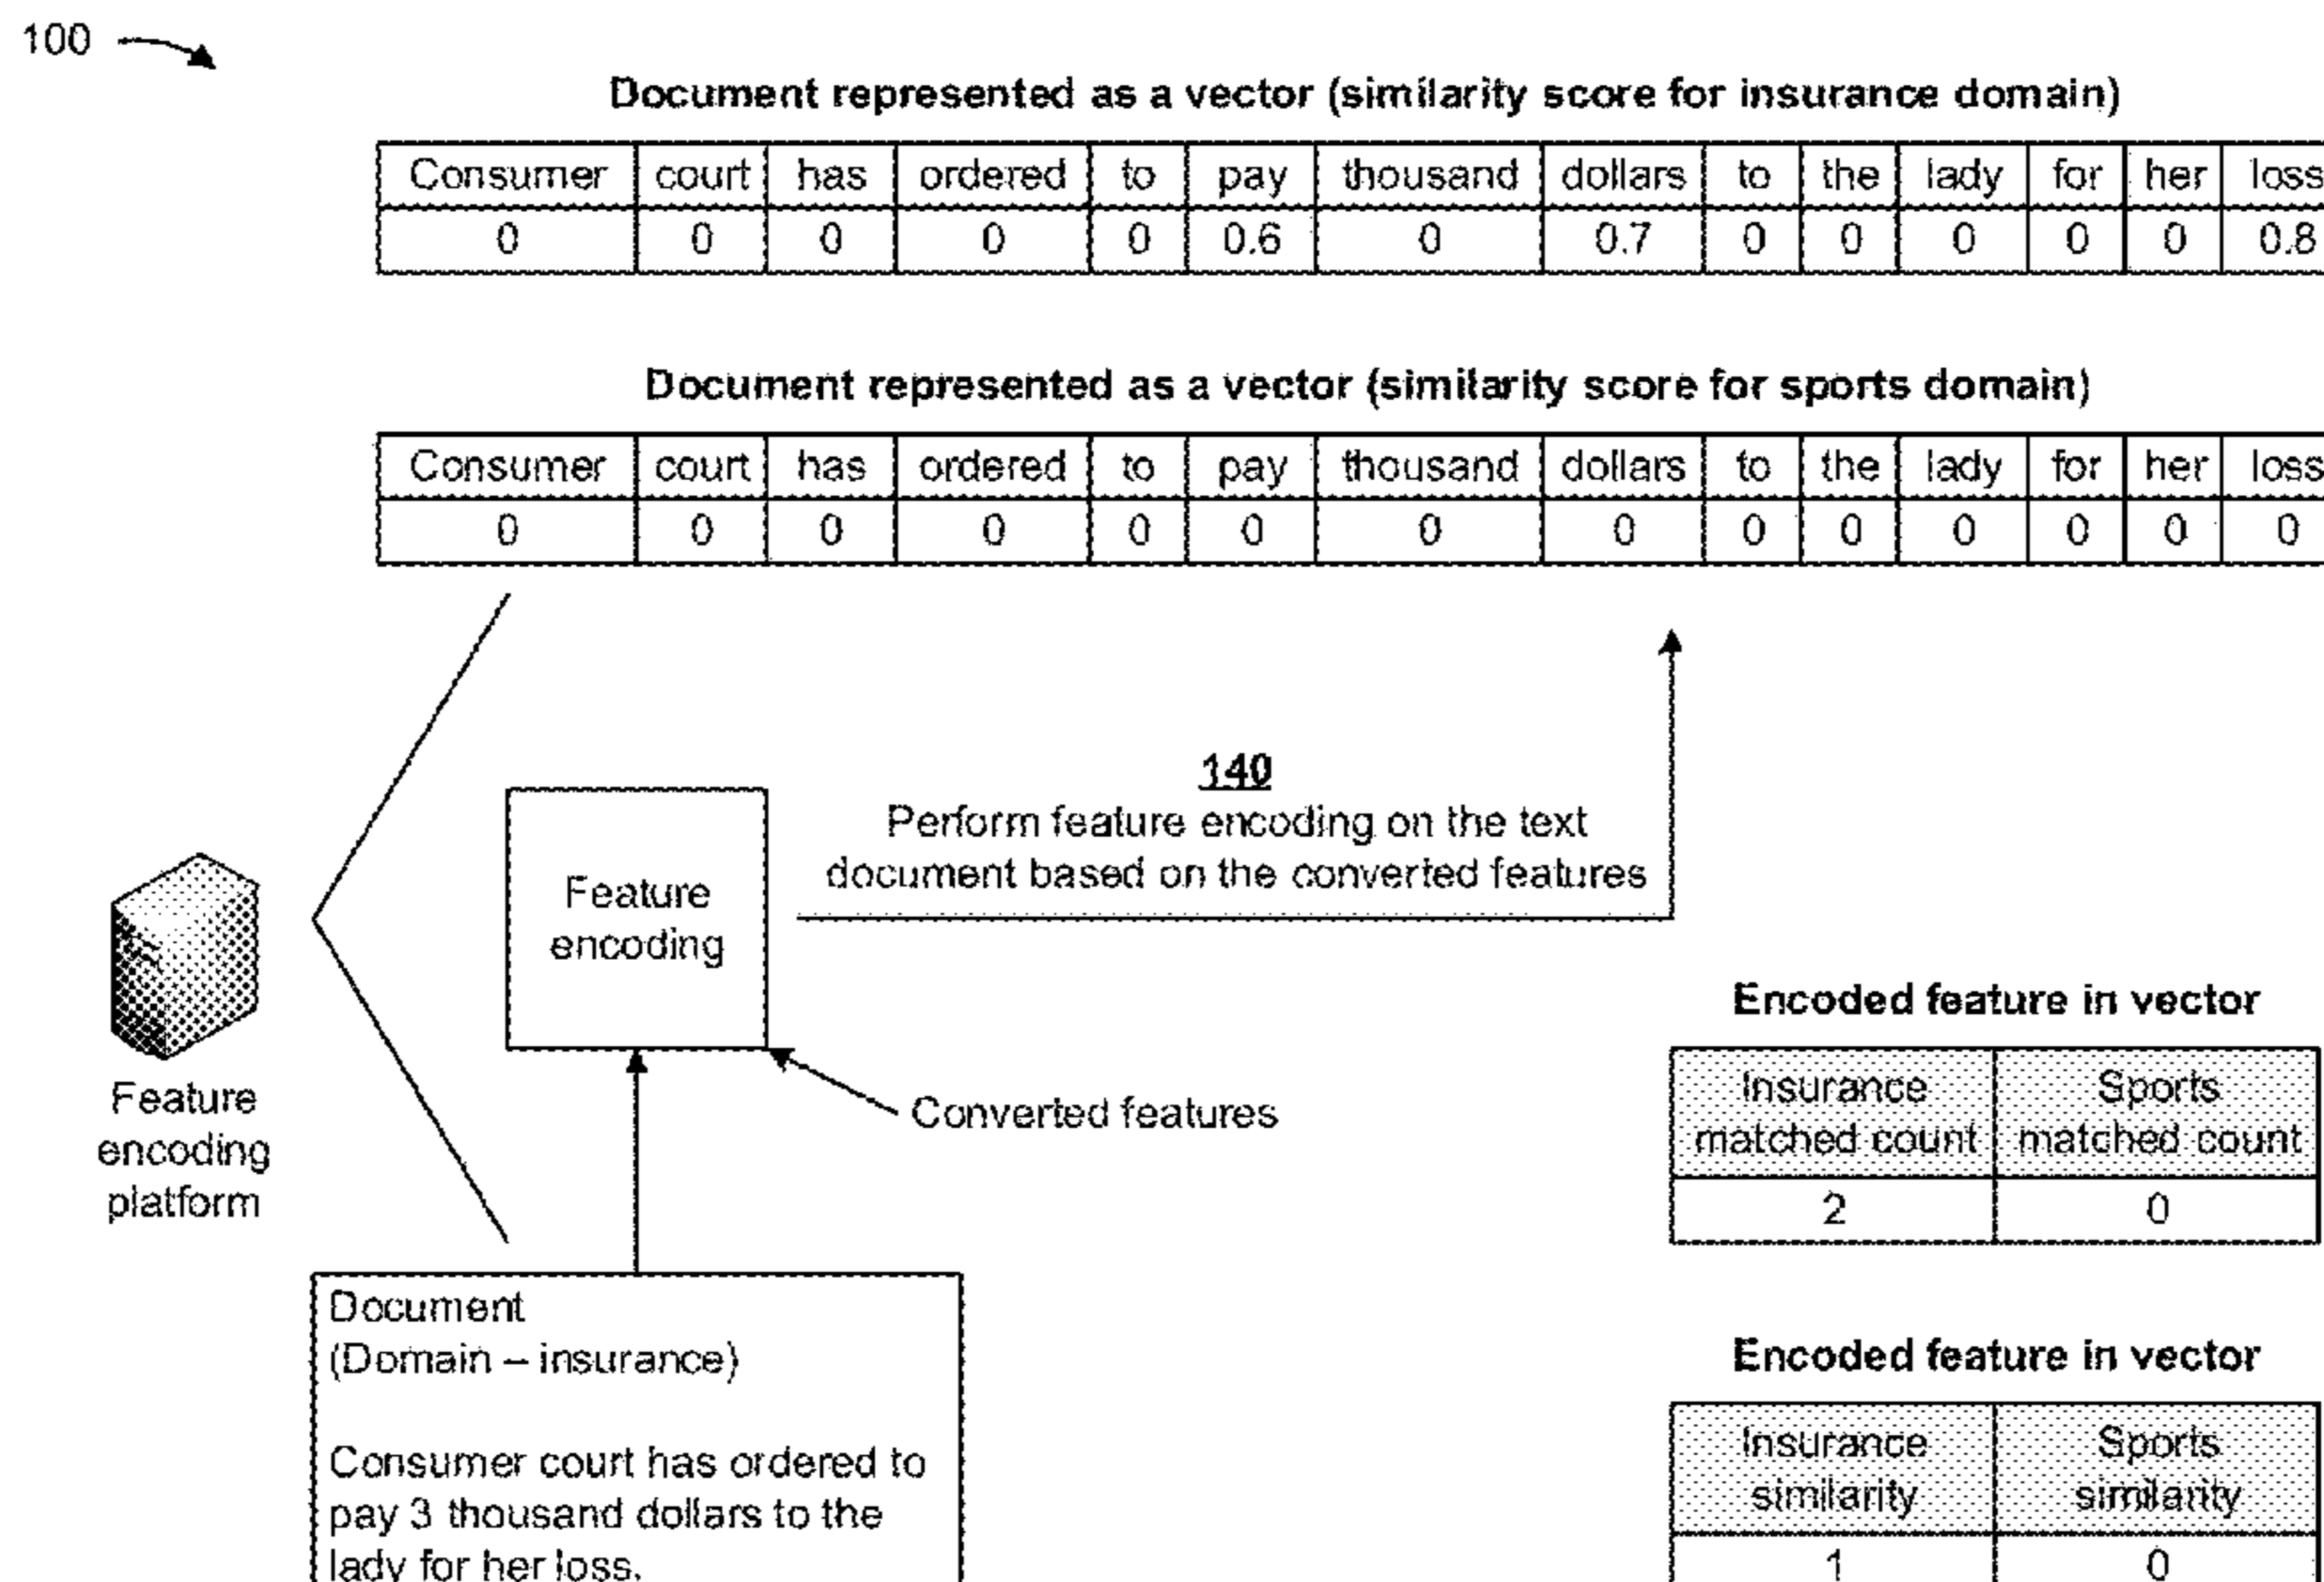 100
Document represented as a vector (similarity score for insurance domain)
Consumer court has ordered to pay thousand dollars to the lady for her loss
0 0 0 0 0 0.6 0 0.7 0 0 0 0 0 0.8
Document represented as a vector (similarity score for sports domain)
Consumer court has ordered to pay thousand dollars to the lady for her loss
0 0 0 0 0 0 0 0 0 0 0 0 0 0
140
Perform feature encoding on the text
document based on the converted features
Feature
encoding
Feature
encoding
platform
Converted features
Encoded feature in vector
Insurance
matched count
Sports
matched count
2 0
Document
(Domain – insurance)
Consumer court has ordered to
pay 3 thousand dollars to the
lady for her loss.
Encoded feature in vector
Insurance
similarity
Sports
similarity
1 0